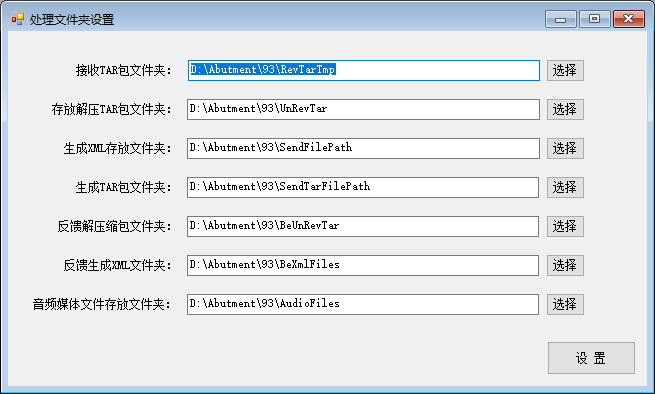 处理文件夹设置
接收TAR包文件夹： D:\Abutment\93\RevTarTmp 选择
存放解压TAR包文件夹： D:\Abutment\93\UnRevTar 选择
生成XML存放文件夹： D:\Abutment\93\SendFilePath 选择
生成TAR包文件夹： D:\Abutment\93\SendTarFilePath 选择
反馈解压缩包文件夹： D:\Abutment\93\BeUnRevTar 选择
反馈生成XML文件夹： D:\Abutment\93\BeXmlFiles 选择
音频媒体文件存放文件夹： D:\Abutment\93\AudioFiles 选择
设 置